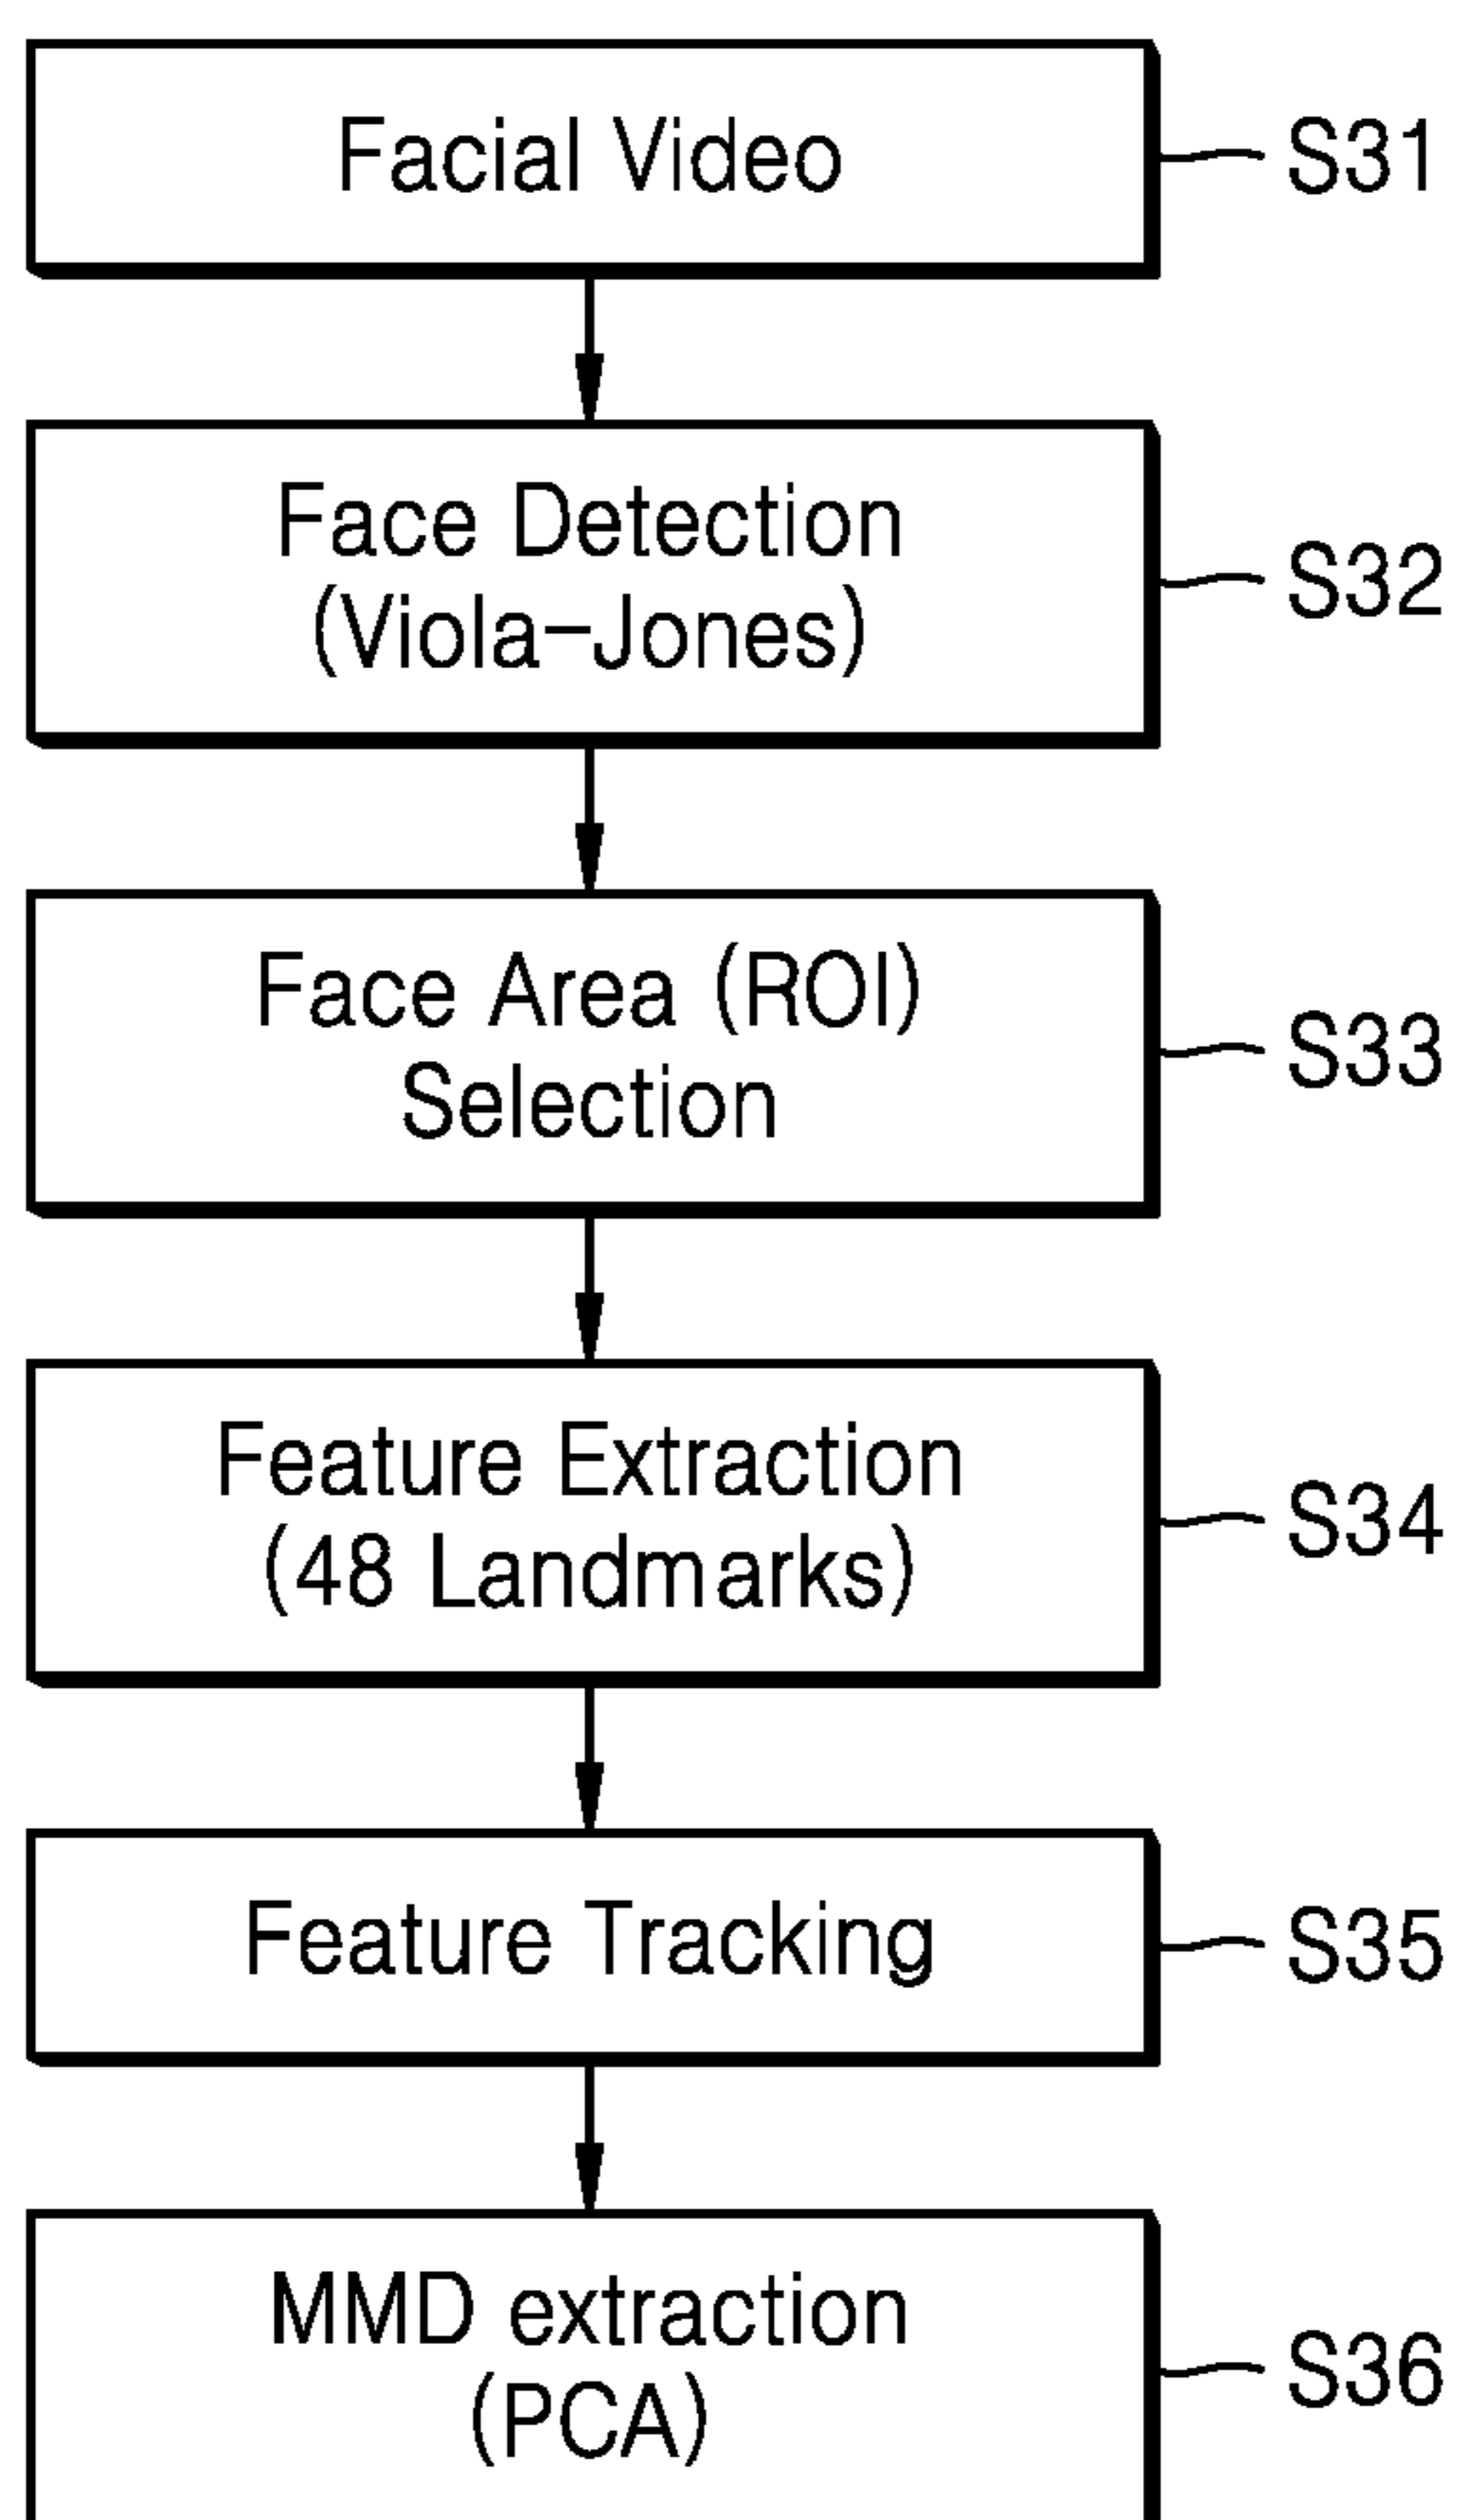 Facial Video
S31
Face Detection
(Viola-Jones)
S32
Face Area (ROI)
Selection
S33
Feature Extraction
(48 Landmarks)
S34
Feature Tracking
S35
MMD extraction
(PCA)
S36